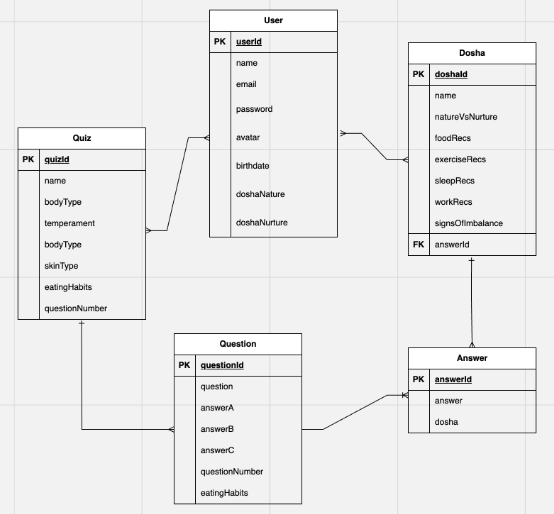 User
PK userId
name
email
password
avatar
birthdate
doshaNature
doshaNurture
Dosha
PK doshaId
name
natureVsNurture
foodRecs
exerciseRecs
sleepRecs
workRecs
signsOfImbalance
FK answerId
Quiz
PK quizId
name
bodyType
temperament
bodyType
skinType
eatingHabits
questionNumber
Question
PK questionId
question
answerA
answerB
answerC
questionNumber
eatingHabits
Answer
PK answerId
answer
dosha